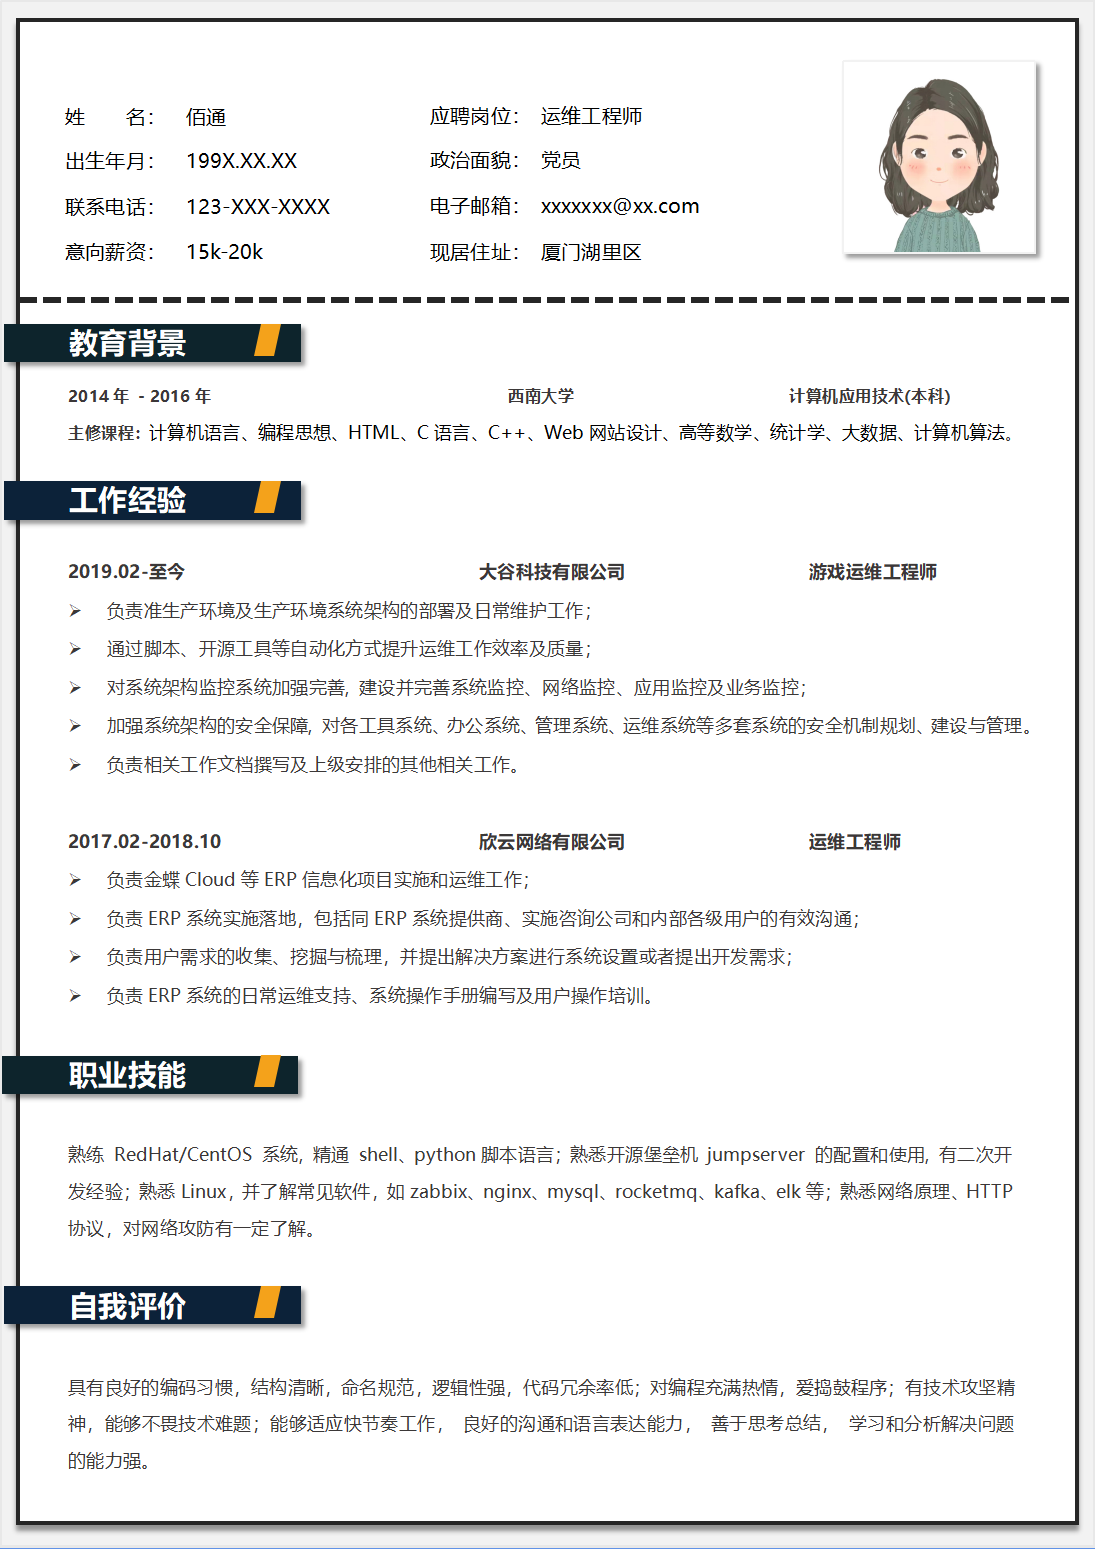 姓　　名： 佰通 应聘岗位： 运维工程师
出生年月： 199X.XX.XX 政治面貌： 党员
联系电话： 123-XXX-XXXX 电子邮箱： xxxxxxx@xx.com
意向薪资： 15k-20k 现居住址： 厦门湖里区
教育背景
2014 年 - 2016 年 西南大学 计算机应用技术(本科)
主修课程：计算机语言、编程思想、HTML、C 语言、C++、Web 网站设计、高等数学、统计学、大数据、计算机算法。
工作经验
2019.02-至今 大谷科技有限公司 游戏运维工程师
➢ 负责准生产环境及生产环境系统架构的部署及日常维护工作；
➢ 通过脚本、开源工具等自动化方式提升运维工作效率及质量；
➢ 对系统架构监控系统加强完善, 建设并完善系统监控、网络监控、应用监控及业务监控；
➢ 加强系统架构的安全保障, 对各工具系统、办公系统、管理系统、运维系统等多套系统的安全机制规划、建设与管理。
➢ 负责相关工作文档撰写及上级安排的其他相关工作。
2017.02-2018.10 欣云网络有限公司 运维工程师
➢ 负责金蝶 Cloud 等 ERP 信息化项目实施和运维工作；
➢ 负责 ERP 系统实施落地，包括同 ERP 系统提供商、实施咨询公司和内部各级用户的有效沟通；
➢ 负责用户需求的收集、挖掘与梳理，并提出解决方案进行系统设置或者提出开发需求；
➢ 负责 ERP 系统的日常运维支持、系统操作手册编写及用户操作培训。
职业技能
熟练 RedHat/CentOS 系统, 精通 shell、python 脚本语言；熟悉开源堡垒机 jumpserver 的配置和使用, 有二次开
发经验；熟悉 Linux，并了解常见软件，如 zabbix、nginx、mysql、rocketmq、kafka、elk 等；熟悉网络原理、HTTP
协议，对网络攻防有一定了解。
自我评价
具有良好的编码习惯，结构清晰，命名规范，逻辑性强，代码冗余率低；对编程充满热情，爱捣鼓程序；有技术攻坚精
神，能够不畏技术难题；能够适应快节奏工作， 良好的沟通和语言表达能力， 善于思考总结， 学习和分析解决问题
的能力强。